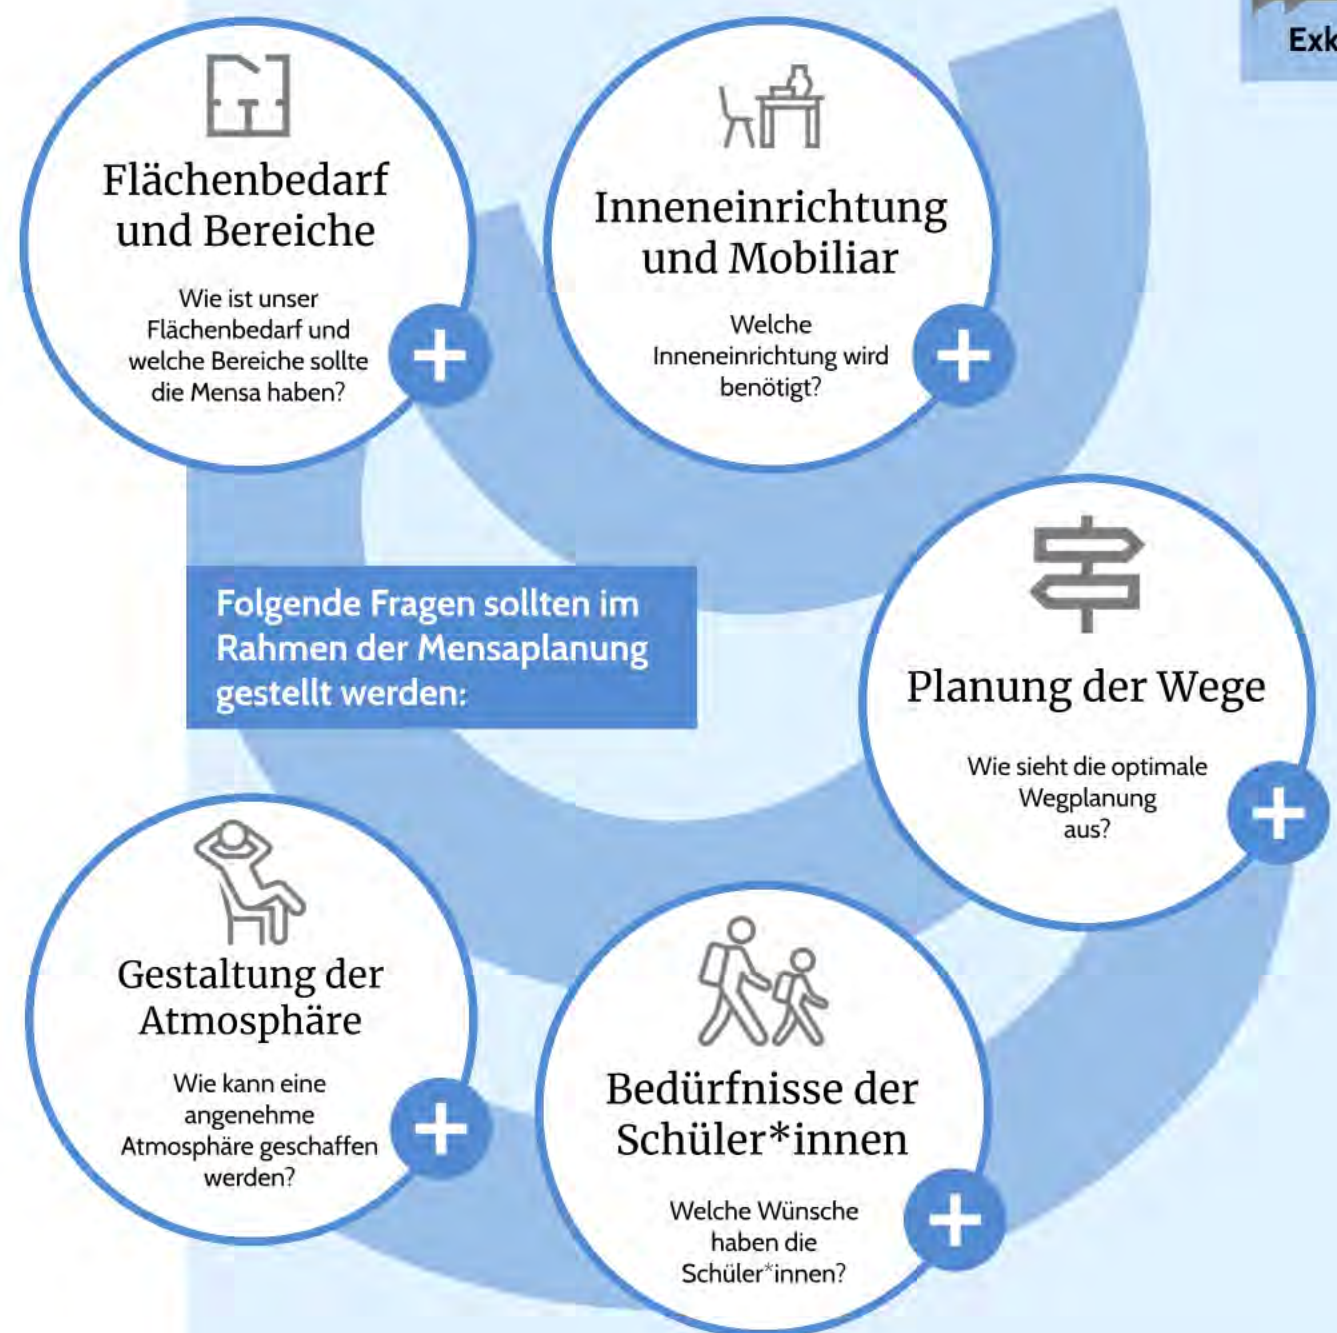 Exk
Flächenbedarf
und Bereiche
Wie ist unser
Flächenbedarf und
welche Bereiche sollte
die Mensa haben?
Inneneinrichtung
und Mobiliar
Welche
Inneneinrichtung wird
benötigt?
Folgende Fragen sollten im
Rahmen der Mensaplanung
gestellt werden:
Planung der Wege
Wie sieht die optimale
Wegplanung
aus?
Gestaltung der
Atmosphäre
Wie kann eine
angenehme
Atmosphäre geschaffen
werden?
Bedürfnisse der
Schüler*innen
Welche Wünsche
haben die
Schüler*innen?